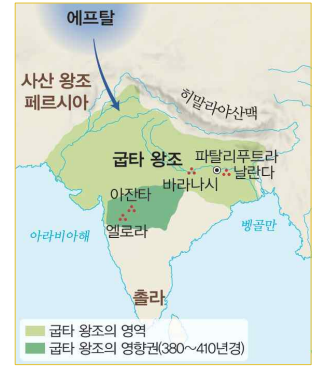 에프탈
사산 왕조
페르시아
히말라야산맥
굽타 왕조
파탈리푸트라
날란다
바라나시
아잔타
엘로라
아라비아해
벵골만
촐라
굽타 왕조의 영역
굽타 왕조의 영향권(380～410년경)